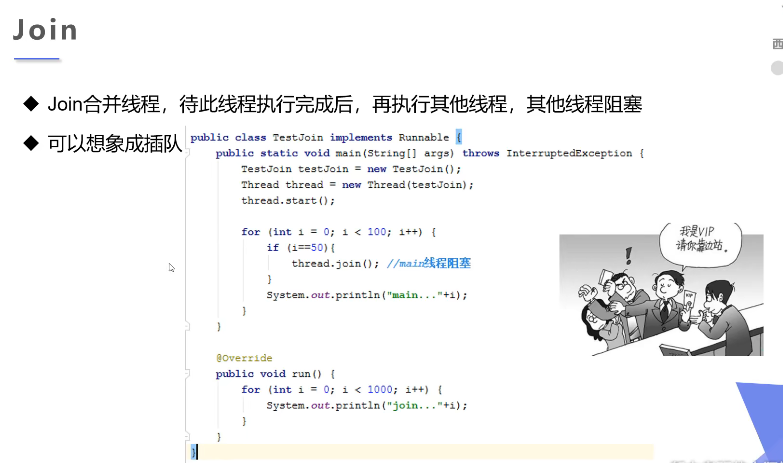 Join
西
◆ Join合并线程，待此线程执行完成后，再执行其他线程，其他线程阻塞
◆ 可以想象成插队
public class TestJoin implements Runnable {
public static void main(String[] args) throws InterruptedException {
TestJoin testJoin = new TestJoin();
Thread thread = new Thread(testJoin);
thread.start();
for (int i = 0; i < 100; i++) {
if (i==50){
thread.join(); //main线程阻塞
}
System.out.println("main..."+i);
}
}
@Override
public void run() {
for (int i = 0; i < 1000; i++) {
System.out.println("join..."+i);
}
}
}
我是VIP
请你靠边站。
!
VIP